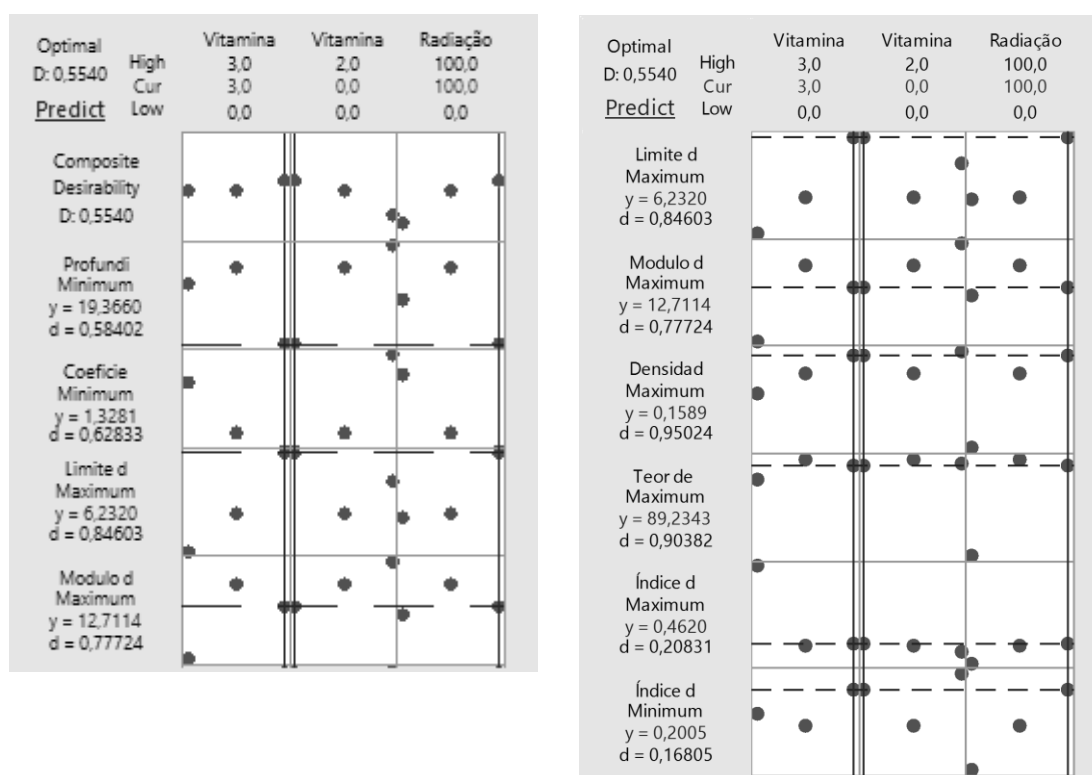 Optimal
D: 0,5540
Predict
High
Cur
Low
Vitamina
3,0
3,0
0,0
Vitamina
2,0
0,0
0,0
Radiação
100,0
100,0
0,0
Composite
Desirability
D: 0,5540
Profundi
Minimum
y = 19,3660
d = 0,58402
Coeficie
Minimum
y = 1,3281
d = 0,62833
Limite d
Maximum
y = 6,2320
d = 0,84603
Modulo d
Maximum
y = 12,7114
d = 0,77724
Optimal
D: 0,5540
Predict
High
Cur
Low
Vitamina
3,0
3,0
0,0
Vitamina
2,0
0,0
0,0
Radiação
100,0
100,0
0,0
Limite d
Maximum
y = 6,2320
d = 0,84603
Modulo d
Maximum
y = 12,7114
d = 0,77724
Densidad
Maximum
y = 0,1589
d = 0,95024
Teor de
Maximum
y = 89,2343
d = 0,90382
Índice d
Maximum
y = 0,4620
d = 0,20831
Índice d
Minimum
y = 0,2005
d = 0,16805